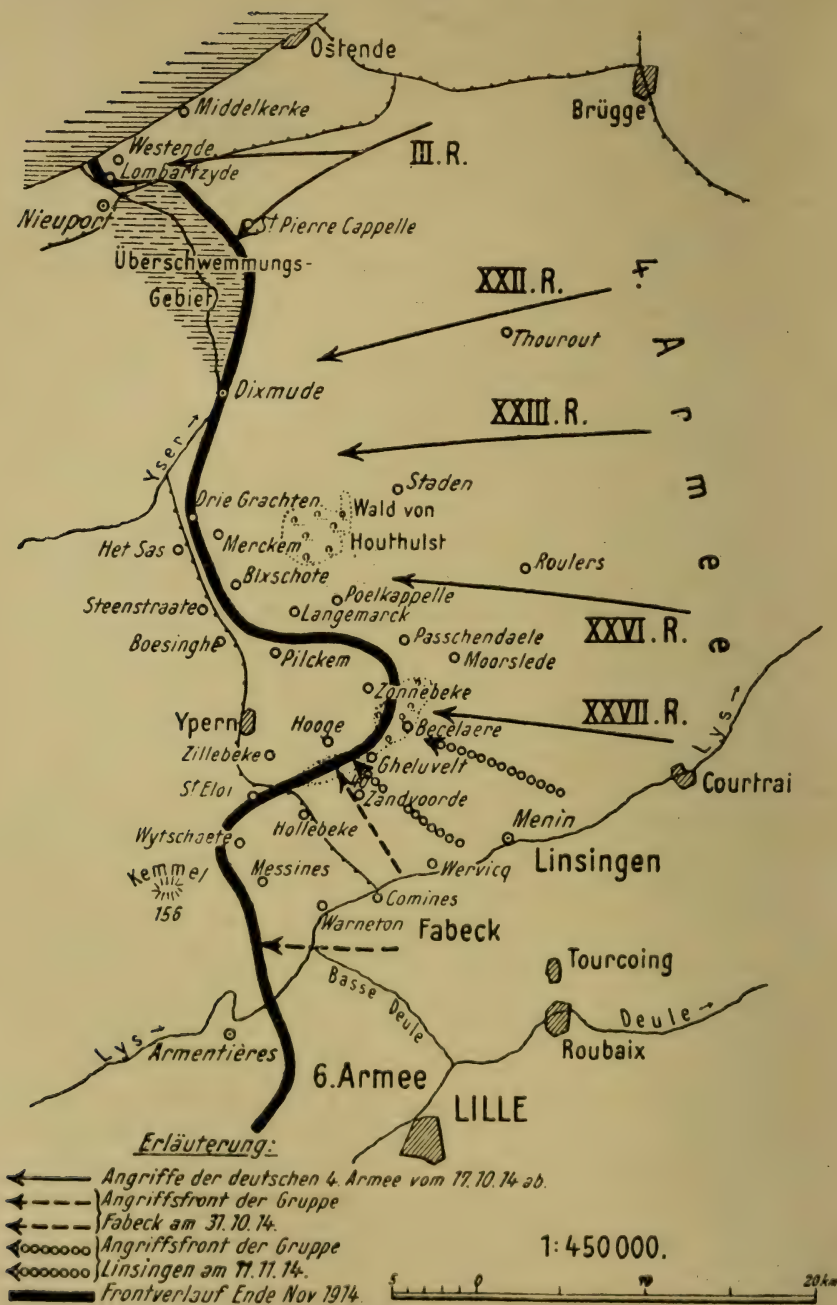 Ostende
Brügge
Middelkerke
III.R.
Westende
Lombartzyde
Nieuport
St Pierre Cappelle
Überschwemmungs-
Gebiet
XXII.R.
4. Armee
Thourout
Dixmude
XXIII.R.
Yser
Staden
Drie Grachten
Wald von
Houthulst
Merckem
Het Sas
Roulers
Bixschote
Poelkappelle
Steenstraate
Langemarck
XXVI.R.
Boesinghe
Passchendaele
Pilckem
Moorslede
Zonnebeke
XXVII.R.
Ypern
Hooge
Becelaere
Lys
Zillebeke
Gheluvelt
Courtrai
St Eloi
Zandvoorde
Hollebeke
Menin
Wytschaete
Linsingen
Wervicq
Kemmel
156
Messines
Comines
Warneton
Fabeck
Tourcoing
Basse Deule
Deule
Roubaix
Lys
Armentières
6.Armee
LILLE
Erläuterung:
Angriffe der deutschen 4. Armee vom 17.10.14 ab.
Angriffsfront der Gruppe
Fabeck am 31.10.14.
Angriffsfront der Gruppe
Linsingen am 11.11.14.
Frontverlauf Ende Nov 1914
1:450000.
5 0 10 20 km